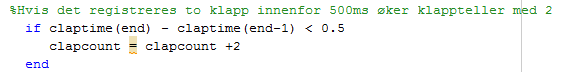 %Hvis det registreres to klapp innenfor 500ms øker klappteller med 2
if claptime(end) - claptime(end-1) < 0.5
clapcount = clapcount +2
end